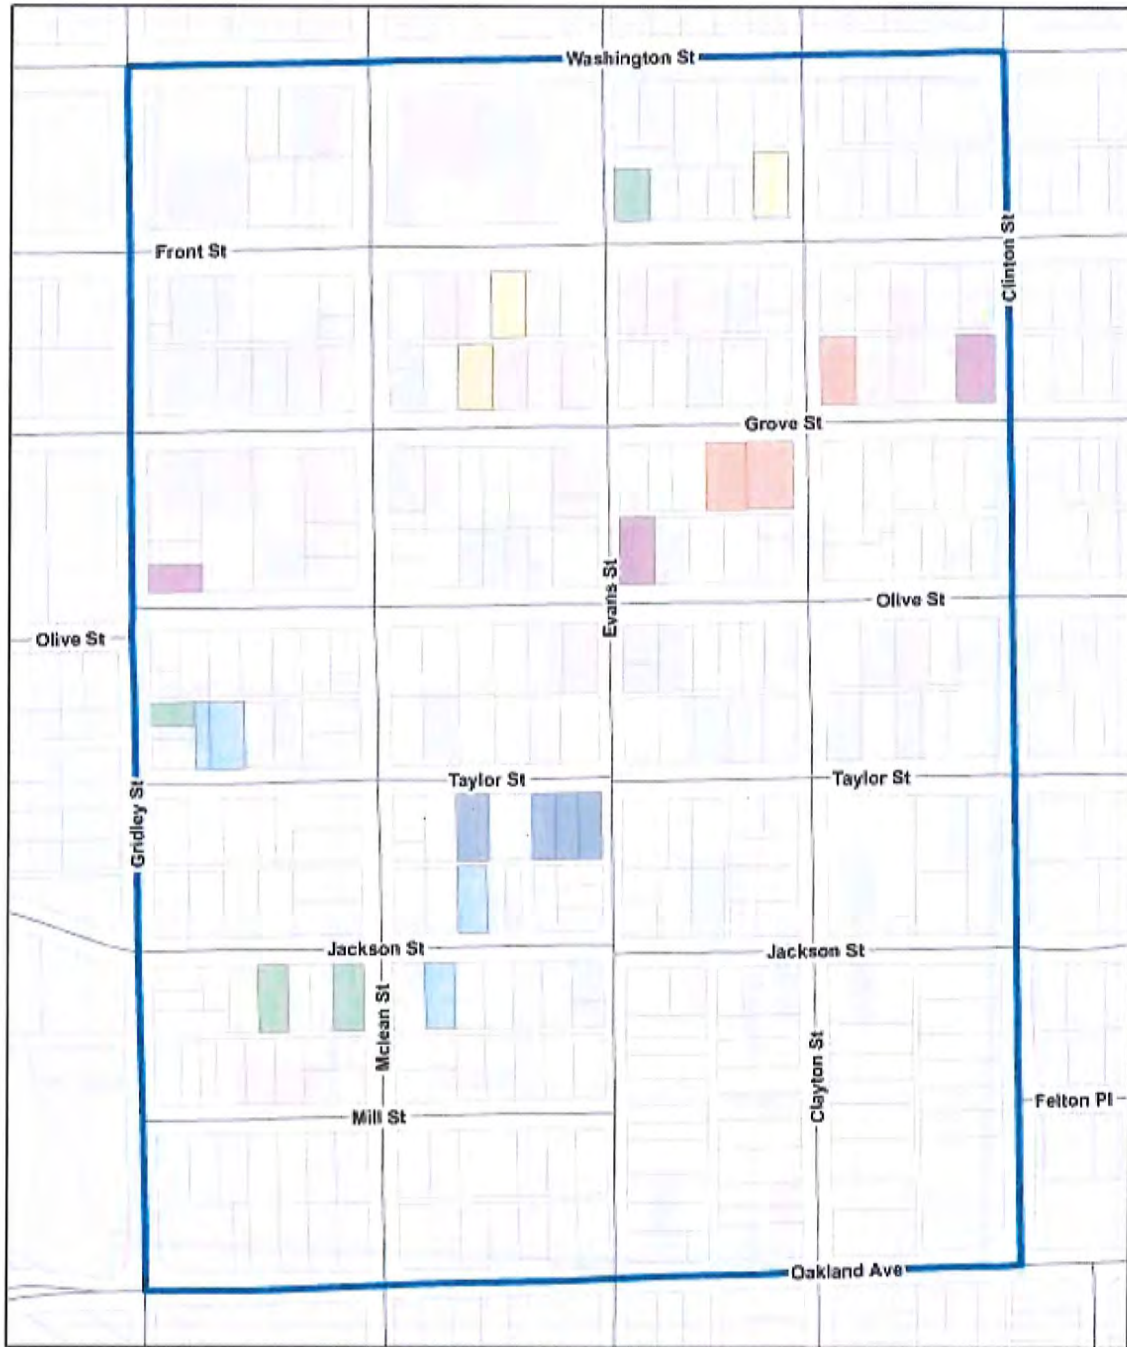 Washington St
Front St
Clinton St
Grove St
Evans St
Olive St
Olive St
Taylor St
Taylor St
Gridley St
Jackson St
Jackson St
Mclean St
Clayton St
Mill St
Felton Pl
Oakland Ave